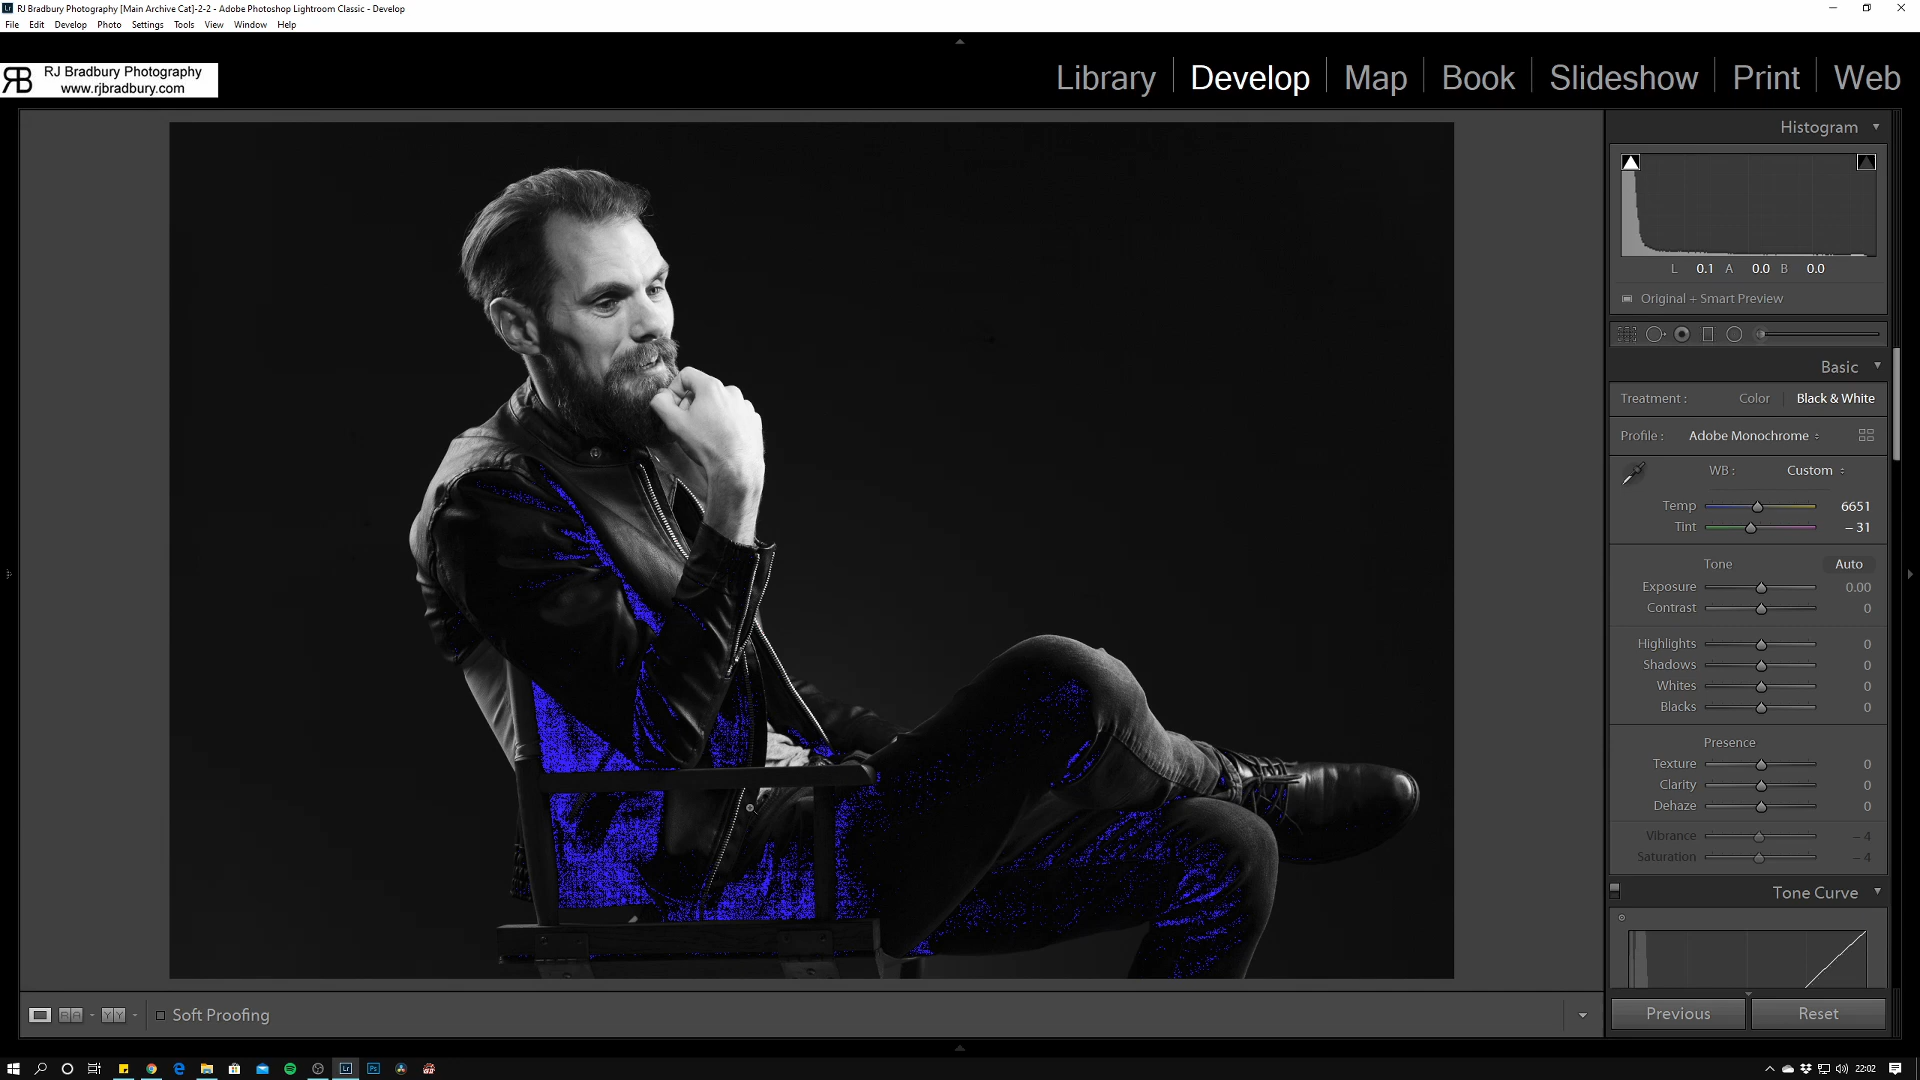 RJ Bradbury Photography [Main Archive Cat]-2-2 - Adobe Photoshop Lightroom Classic - Develop
File Edit Develop Photo Settings Tools View Window Help
RJ Bradbury Photography
www.rjbradbury.com
Library Develop Map Book Slideshow Print Web
Histogram
L 0.1 A 0.0 B 0.0
Original + Smart Preview
Basic
Treatment : Color Black & White
Profile : Adobe Monochrome
WB : Custom
Temp 6651
Tint – 31
Tone Auto
Exposure 0.00
Contrast 0
Highlights 0
Shadows 0
Whites 0
Blacks 0
Presence
Texture 0
Clarity 0
Dehaze 0
Vibrance – 4
Saturation – 4
Tone Curve
Previous Reset
Soft Proofing
22:02